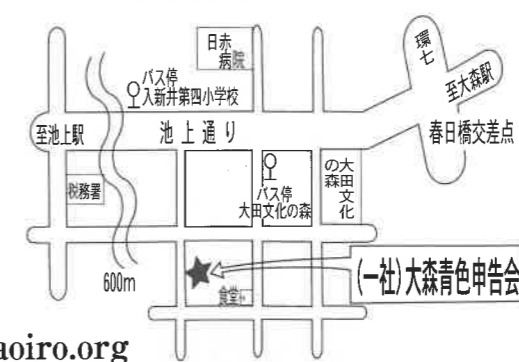 日赤
病院
環七
至大森駅
バス停
入新井第四小学校
至池上駅
池上通り
春日橋交差点
税務署
バス停
大田文化の森
大田文化
の森
600m
食堂
(一社)大森青色申告会
aoiro.org